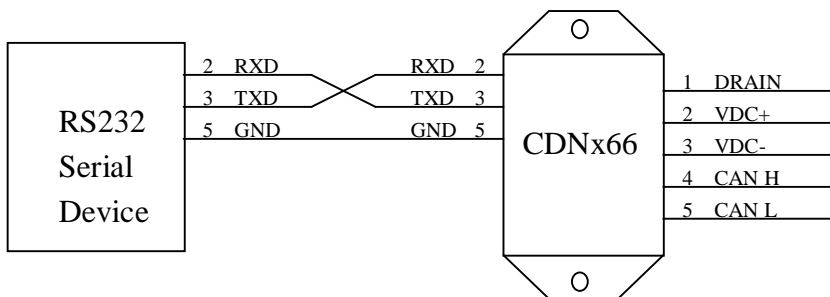 2 RXD RXD 2
3 TXD TXD 3
5 GND GND 5
RS232
Serial
Device
CDNx66
1 DRAIN
2 VDC+
3 VDC-
4 CAN H
5 CAN L